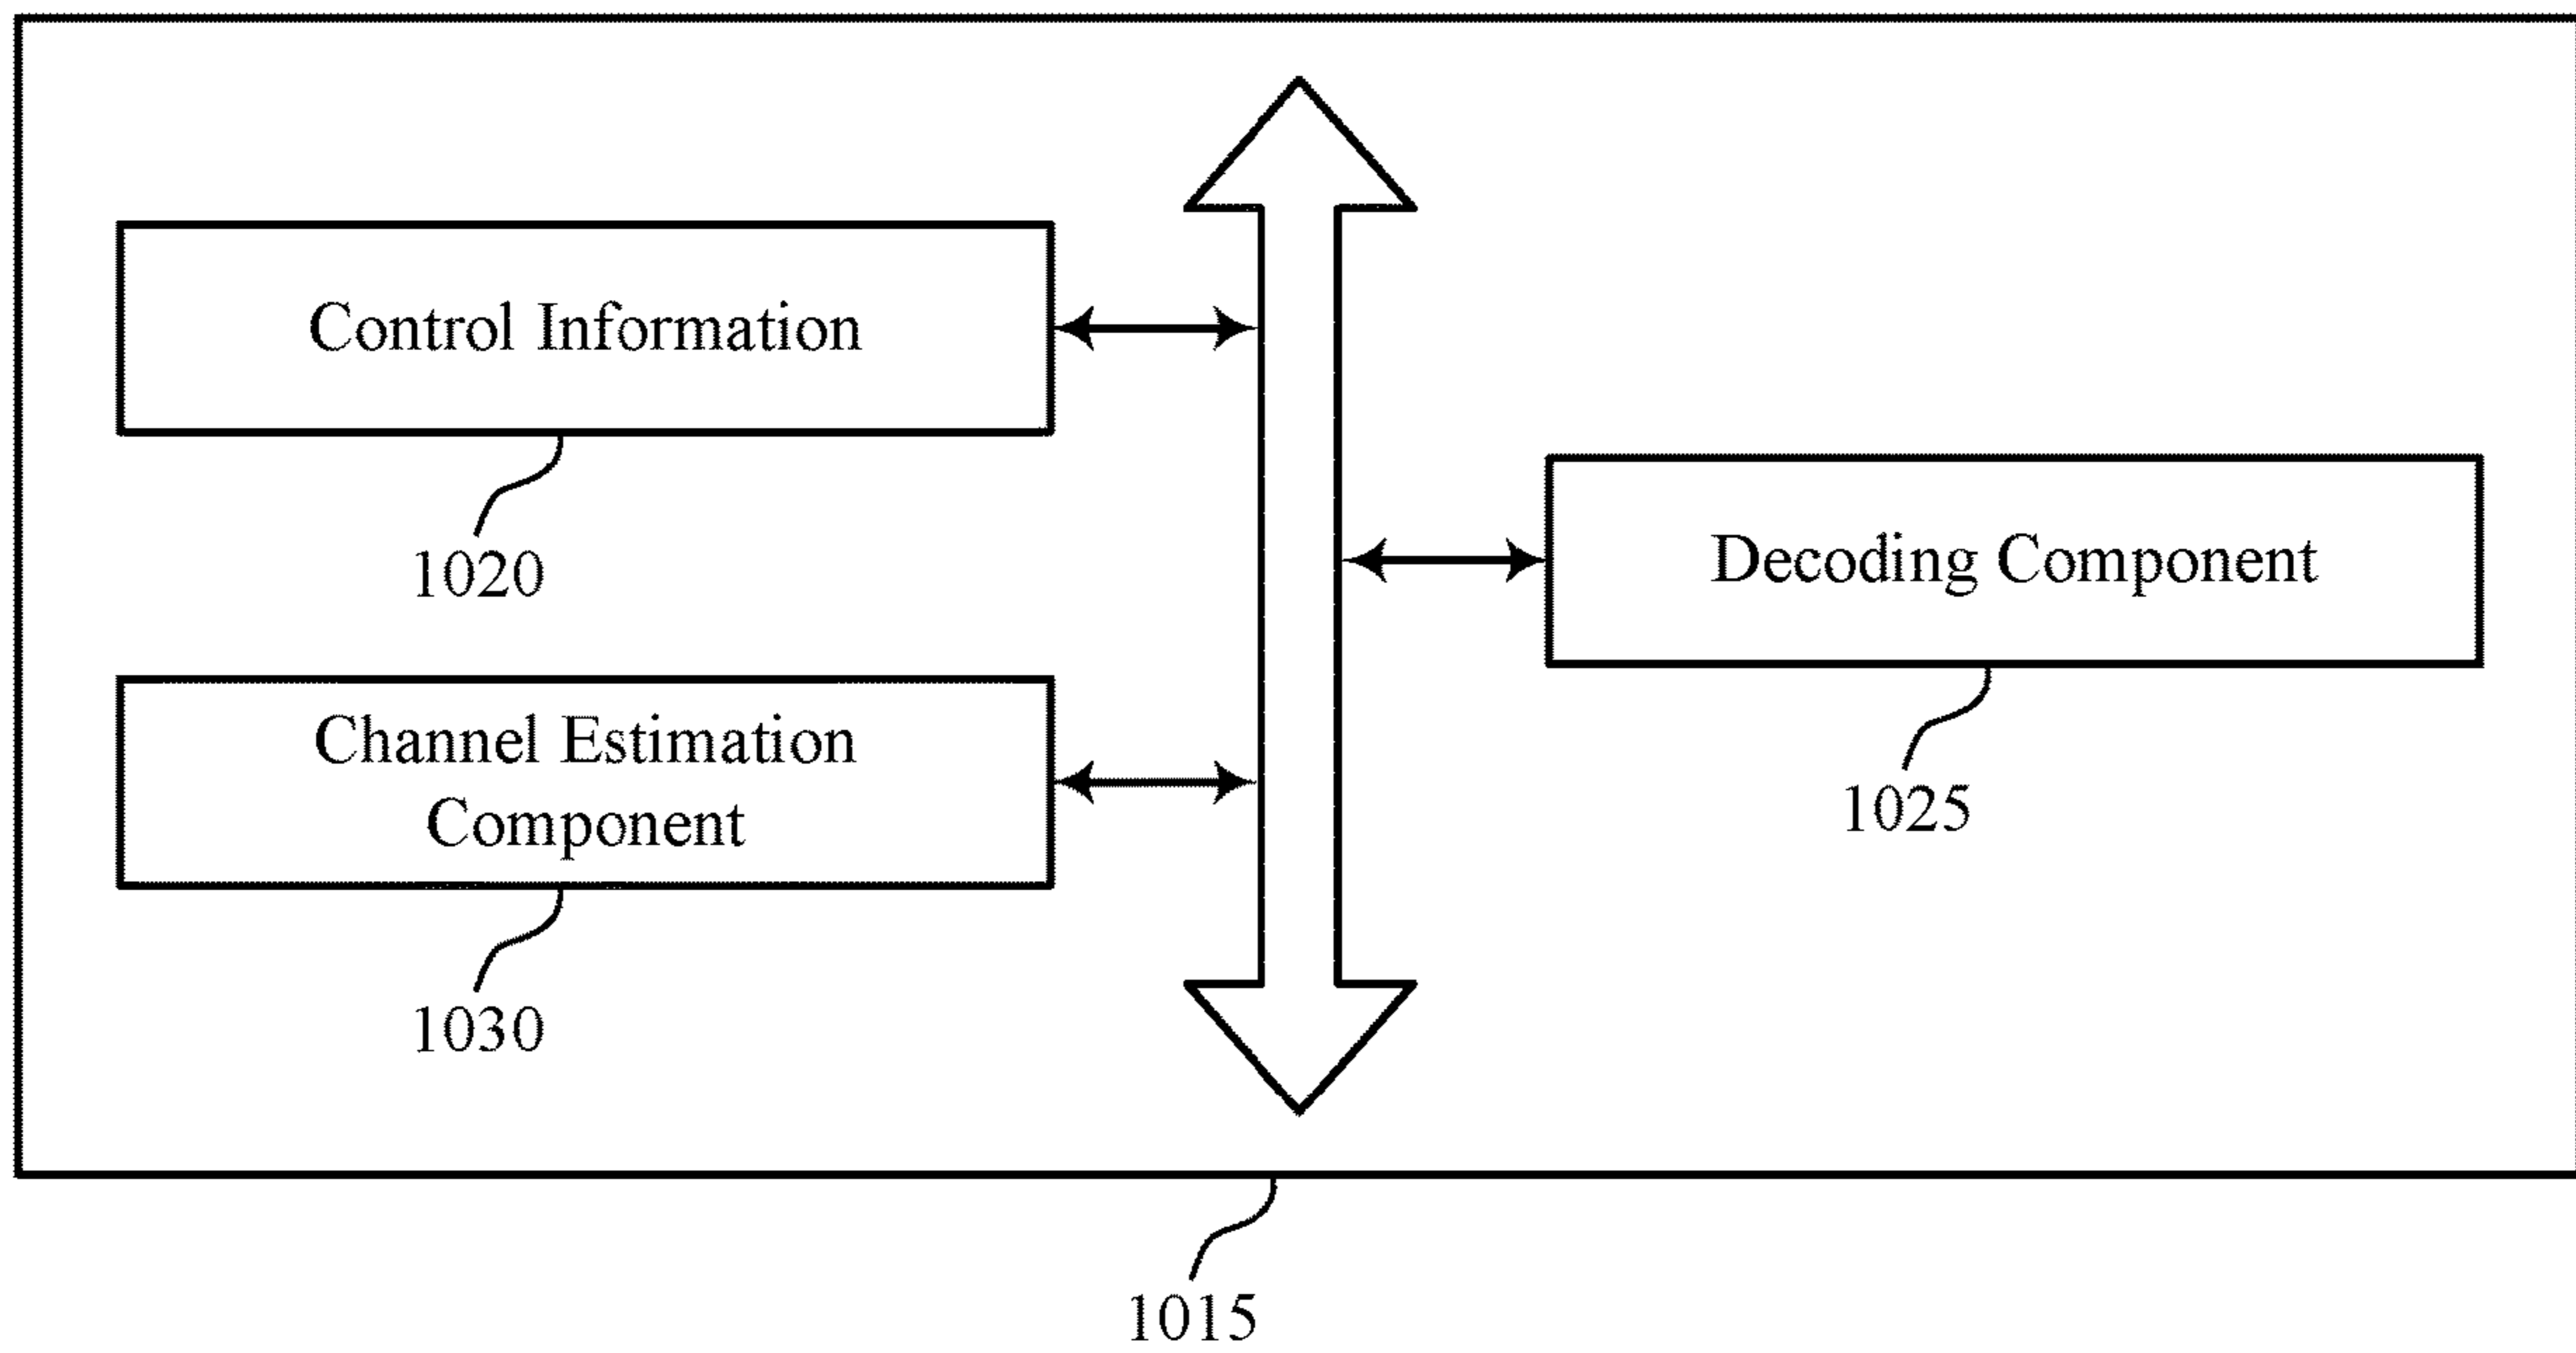 Control Information
1020
Decoding Component
1025
Channel Estimation
Component
1030
1015